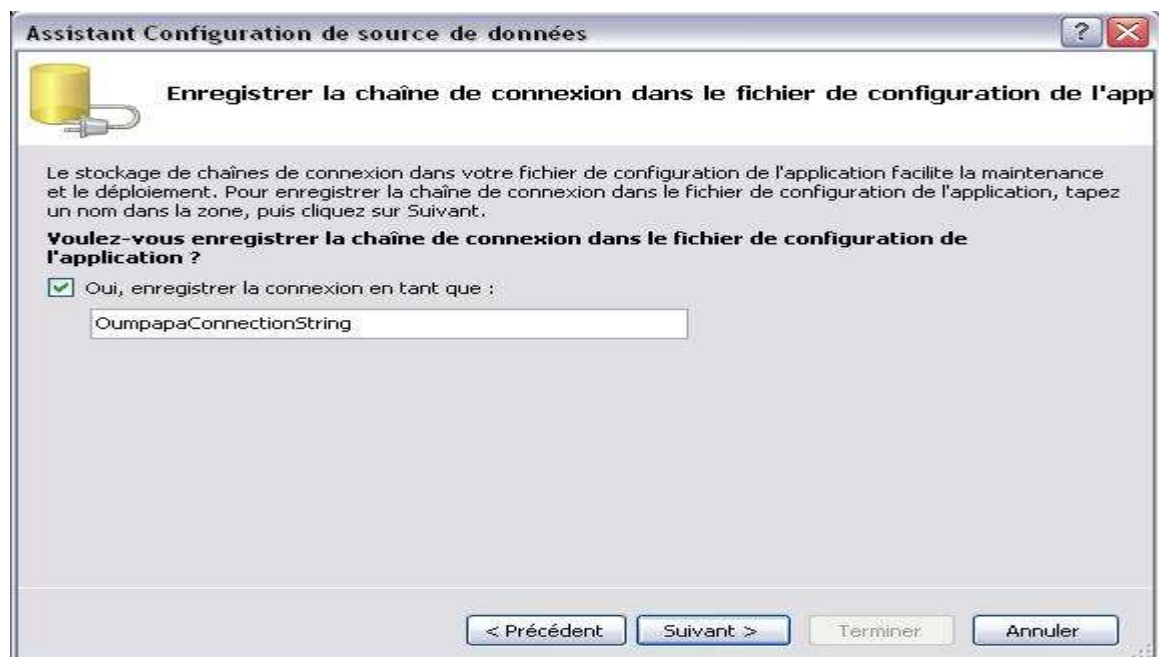 Assistant Configuration de source de données
?
Enregistrer la chaîne de connexion dans le fichier de configuration de l'app
Le stockage de chaînes de connexion dans votre fichier de configuration de l'application facilite la maintenance
et le déploiement. Pour enregistrer la chaîne de connexion dans le fichier de configuration de l'application, tapez
un nom dans la zone, puis cliquez sur Suivant.
Voulez-vous enregistrer la chaîne de connexion dans le fichier de configuration de
l'application ?
Oui, enregistrer la connexion en tant que :
OumpapaConnectionString
< Précédent Suivant > Terminer Annuler